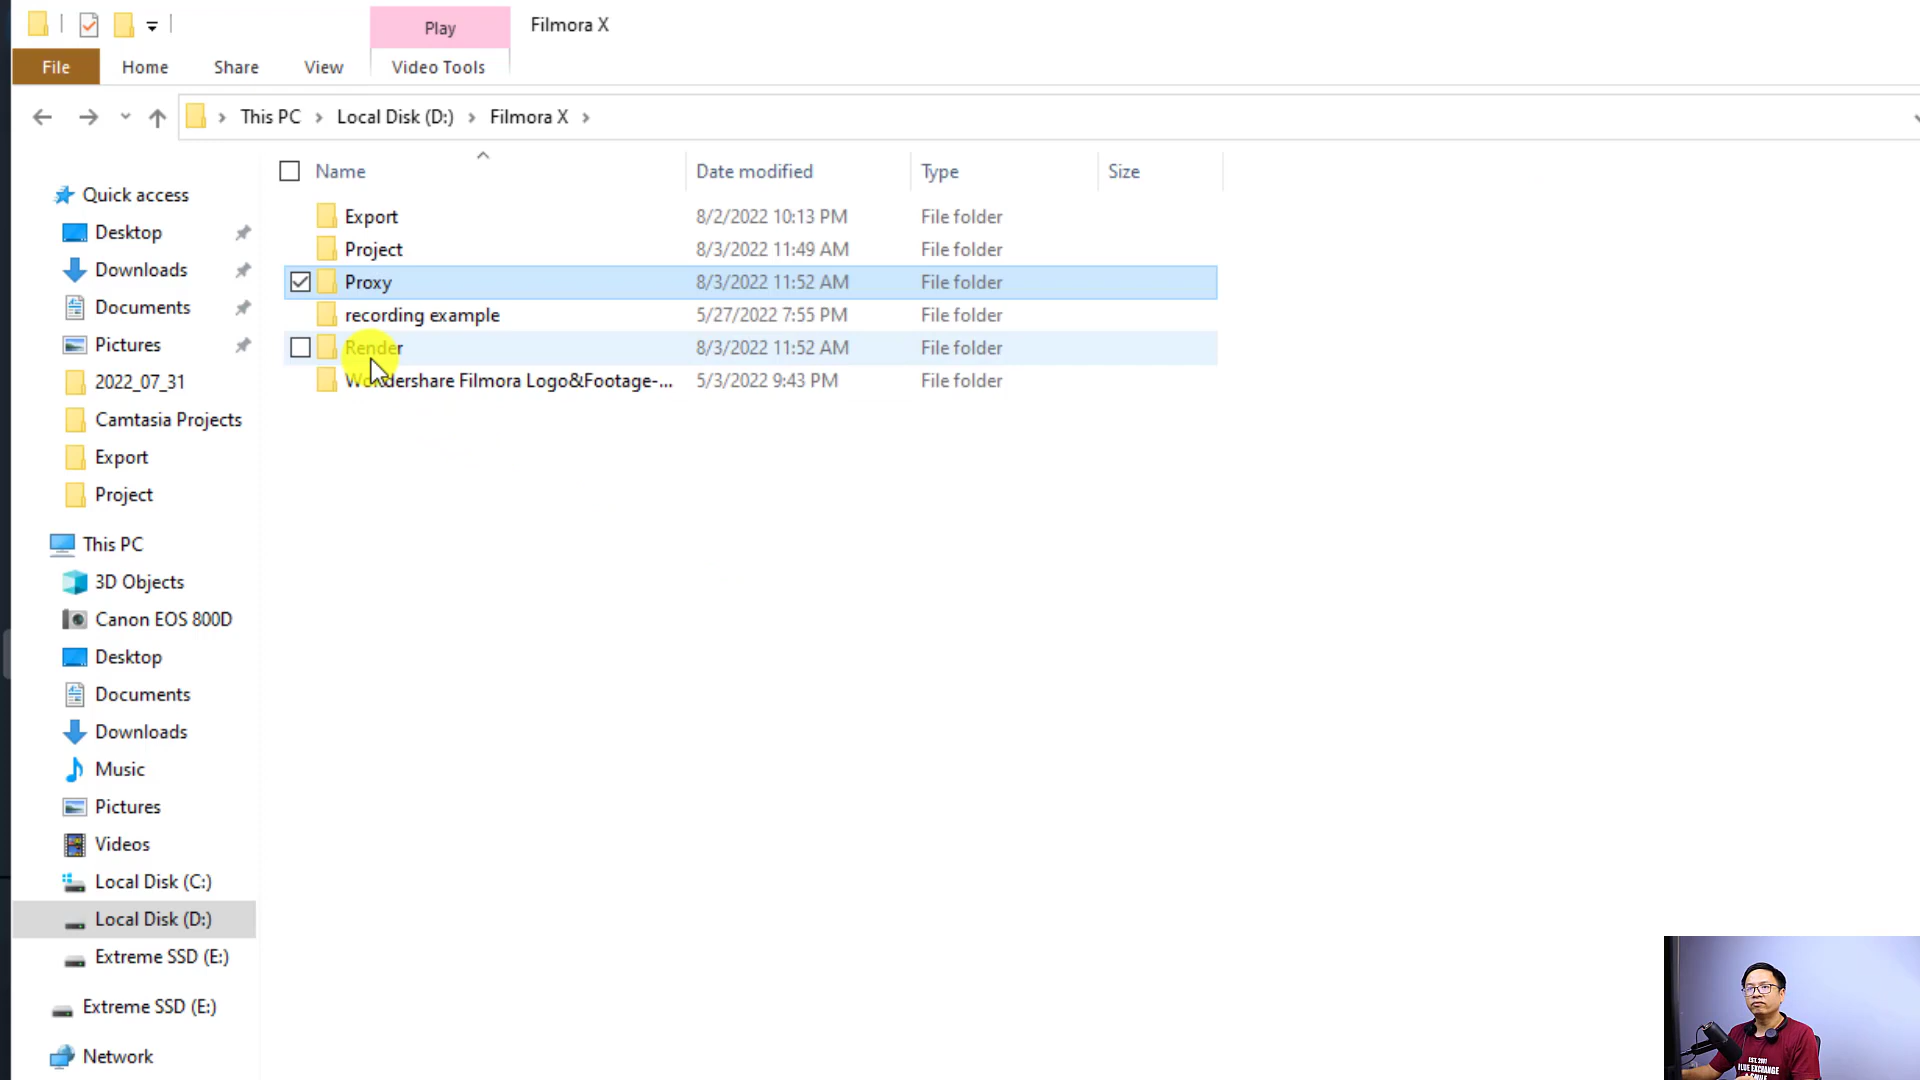 Play
Filmora X
File
Home
Share
View
Video Tools
This PC
Local Disk (D:)
Filmora X
Name
Date modified
Type
Size
Export
8/2/2022 10:13 PM
File folder
Project
8/3/2022 11:49 AM
File folder
Proxy
8/3/2022 11:52 AM
File folder
recording example
5/27/2022 7:55 PM
File folder
Render
8/3/2022 11:52 AM
File folder
Wondershare Filmora Logo&Footage-...
5/3/2022 9:43 PM
File folder
Quick access
Desktop
Downloads
Documents
Pictures
2022_07_31
Camtasia Projects
Export
Project
This PC
3D Objects
Canon EOS 800D
Desktop
Documents
Downloads
Music
Pictures
Videos
Local Disk (C:)
Local Disk (D:)
Extreme SSD (E:)
Extreme SSD (E:)
Network